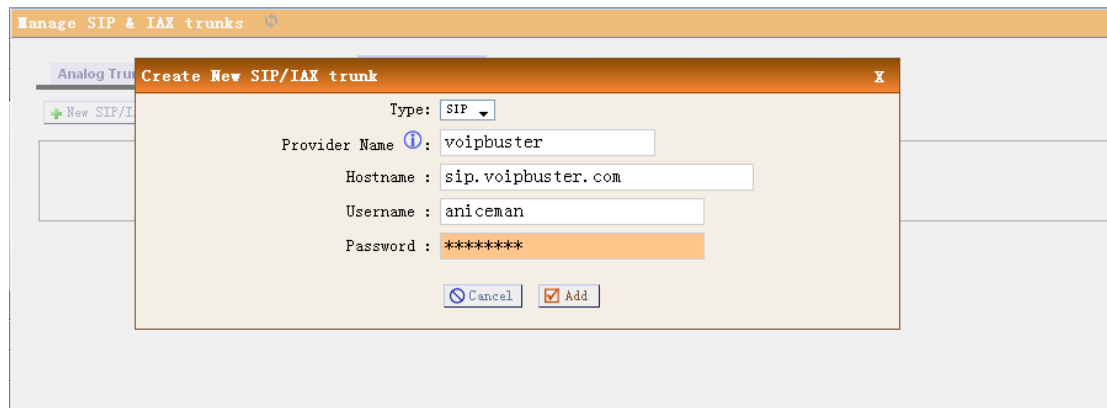 Manage SIP & IAX trunks
Analog Tru
Create New SIP/IAX trunk X
New SIP/I
Type: SIP
Provider Name i: voipbuster
Hostname : sip.voipbuster.com
Username : aniceman
Password : ********
Cancel Add